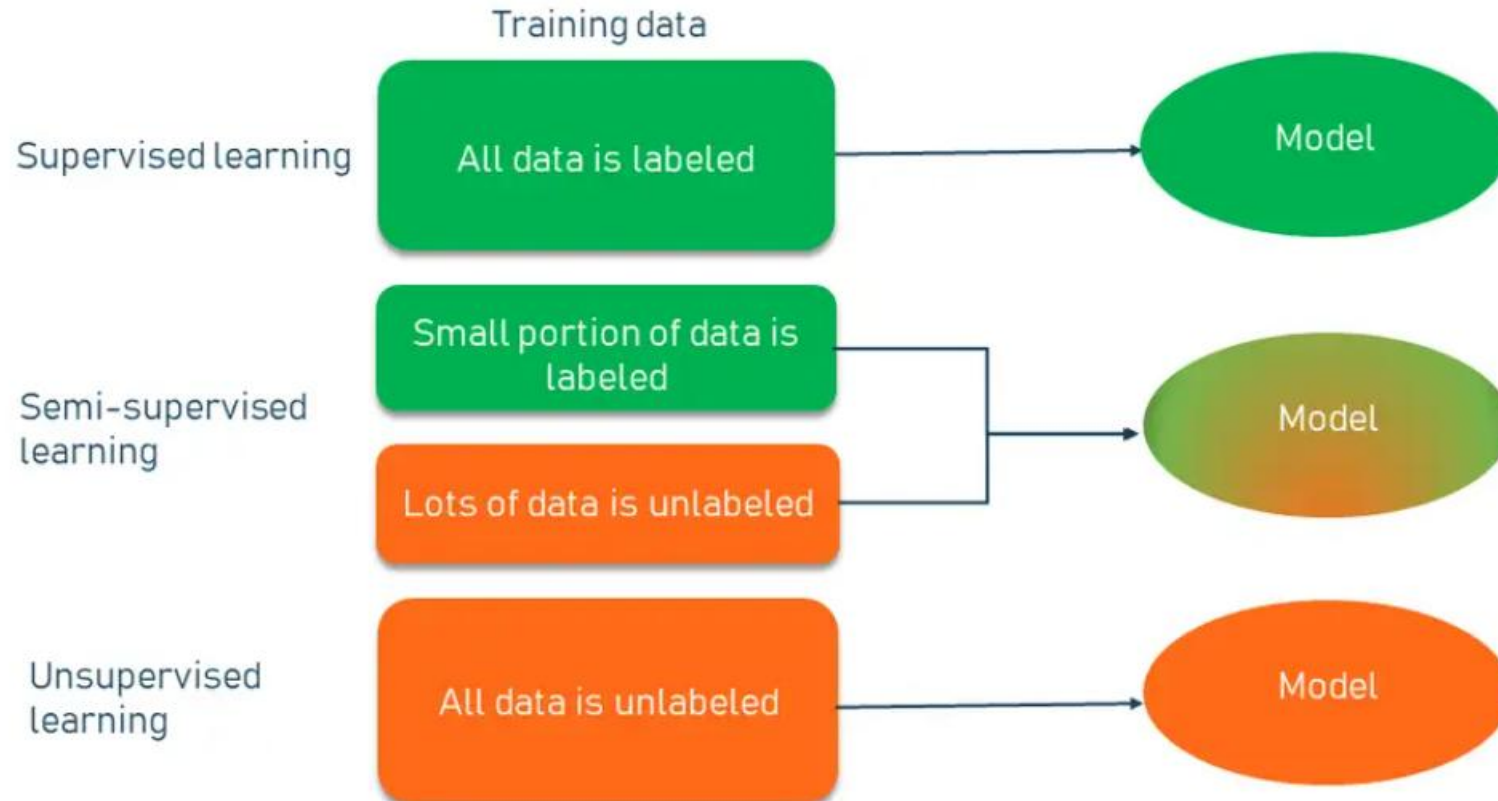 Training data
Supervised learning
All data is labeled
Model
Semi-supervised
learning
Small portion of data is
labeled
Lots of data is unlabeled
Model
Unsupervised
learning
All data is unlabeled
Model